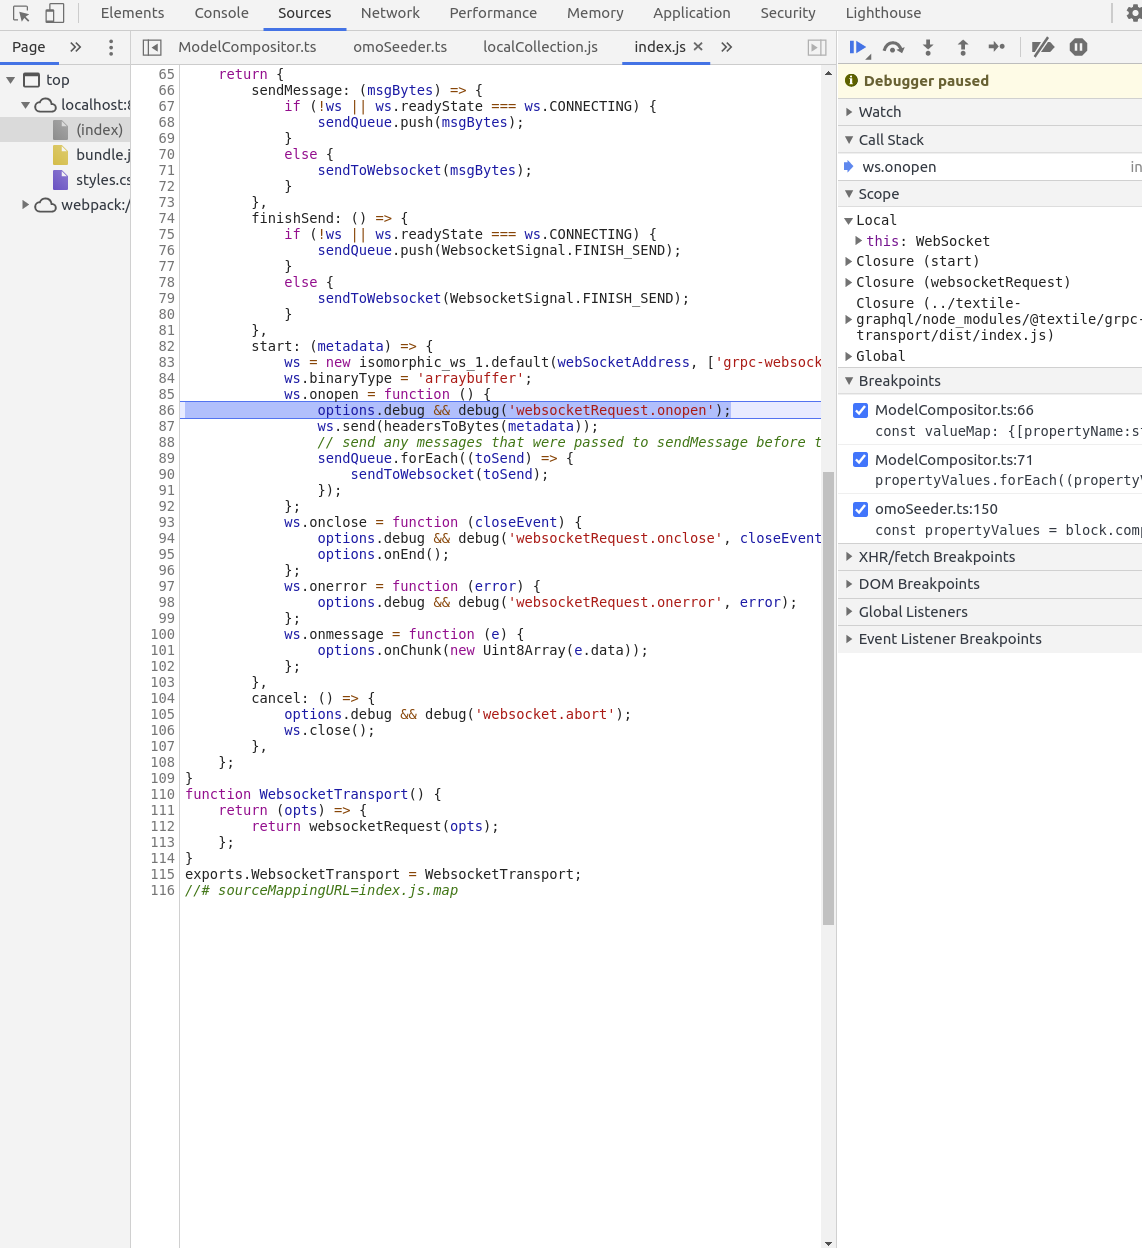 Elements Console Sources Network Performance Memory Application Security Lighthouse
Page » ModelCompositor.ts omoSeeder.ts localCollection.js index.js × »
top
localhost:8
(index)
bundle.j
styles.cs
webpack:/
65 return {
66 sendMessage: (msgBytes) => {
67 if (!ws || ws.readyState === ws.CONNECTING) {
68 sendQueue.push(msgBytes);
69 }
70 else {
71 sendToWebsocket(msgBytes);
72 }
73 },
74 finishSend: () => {
75 if (!ws || ws.readyState === ws.CONNECTING) {
76 sendQueue.push(WebsocketSignal.FINISH_SEND);
77 }
78 else {
79 sendToWebsocket(WebsocketSignal.FINISH_SEND);
80 }
81 },
82 start: (metadata) => {
83 ws = new isomorphic_ws_1.default(webSocketAddress, ['grpc-websock
84 ws.binaryType = 'arraybuffer';
85 ws.onopen = function () {
86 options.debug && debug('websocketRequest.onopen');
87 ws.send(headersToBytes(metadata));
88 // send any messages that were passed to sendMessage before t
89 sendQueue.forEach((toSend) => {
90 sendToWebsocket(toSend);
91 });
92 };
93 ws.onclose = function (closeEvent) {
94 options.debug && debug('websocketRequest.onclose', closeEvent
95 options.onEnd();
96 };
97 ws.onerror = function (error) {
98 options.debug && debug('websocketRequest.onerror', error);
99 };
100 ws.onmessage = function (e) {
101 options.onChunk(new Uint8Array(e.data));
102 };
103 },
104 cancel: () => {
105 options.debug && debug('websocket.abort');
106 ws.close();
107 },
108 };
109 }
110 function WebsocketTransport() {
111 return (opts) => {
112 return websocketRequest(opts);
113 };
114 }
115 exports.WebsocketTransport = WebsocketTransport;
116 //# sourceMappingURL=index.js.map
Debugger paused
Watch
Call Stack
ws.onopen in
Scope
Local
this: WebSocket
Closure (start)
Closure (websocketRequest)
Closure (../textile-
graphql/node_modules/@textile/grpc-
transport/dist/index.js)
Global
Breakpoints
ModelCompositor.ts:66
const valueMap: {[propertyName:st
ModelCompositor.ts:71
propertyValues.forEach((propertyV
omoSeeder.ts:150
const propertyValues = block.comp
XHR/fetch Breakpoints
DOM Breakpoints
Global Listeners
Event Listener Breakpoints